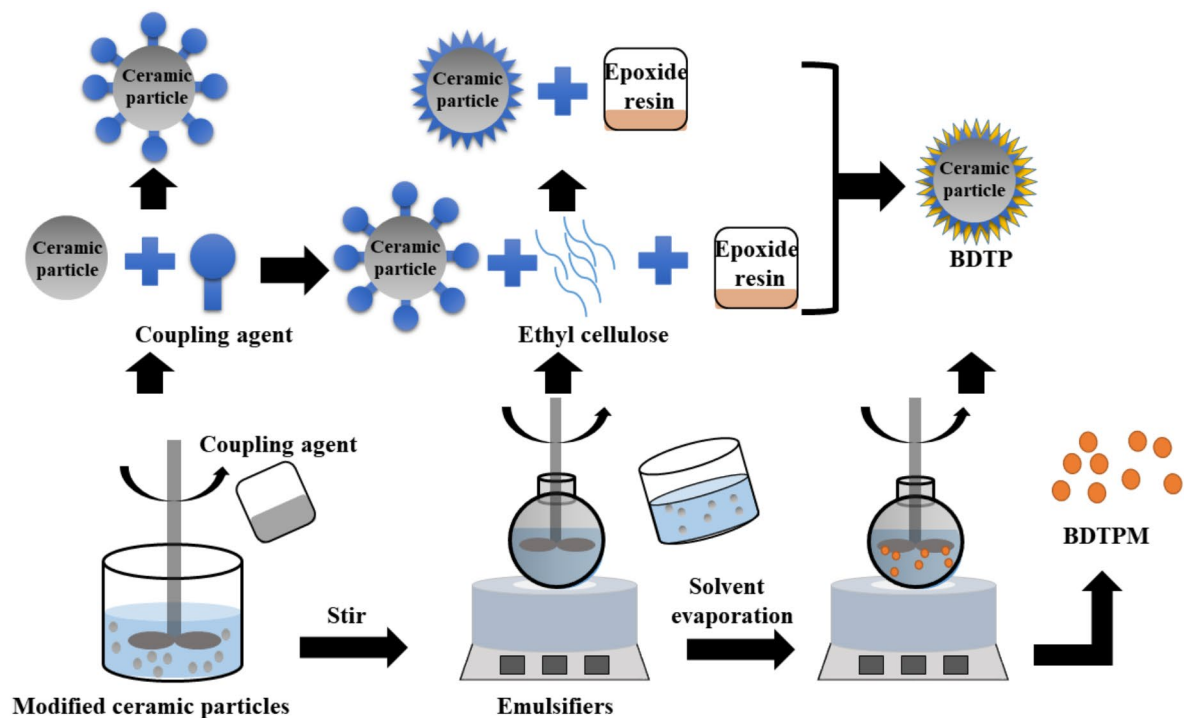 Ceramic
particle
Ceramic
particle
Epoxide
resin
Ceramic
particle
BDTP
Ceramic
particle
Coupling agent
Ceramic
particle
Ethyl cellulose
Epoxide
resin
Coupling agent
Modified ceramic particles
Stir
Emulsifiers
Solvent
evaporation
BDTPM